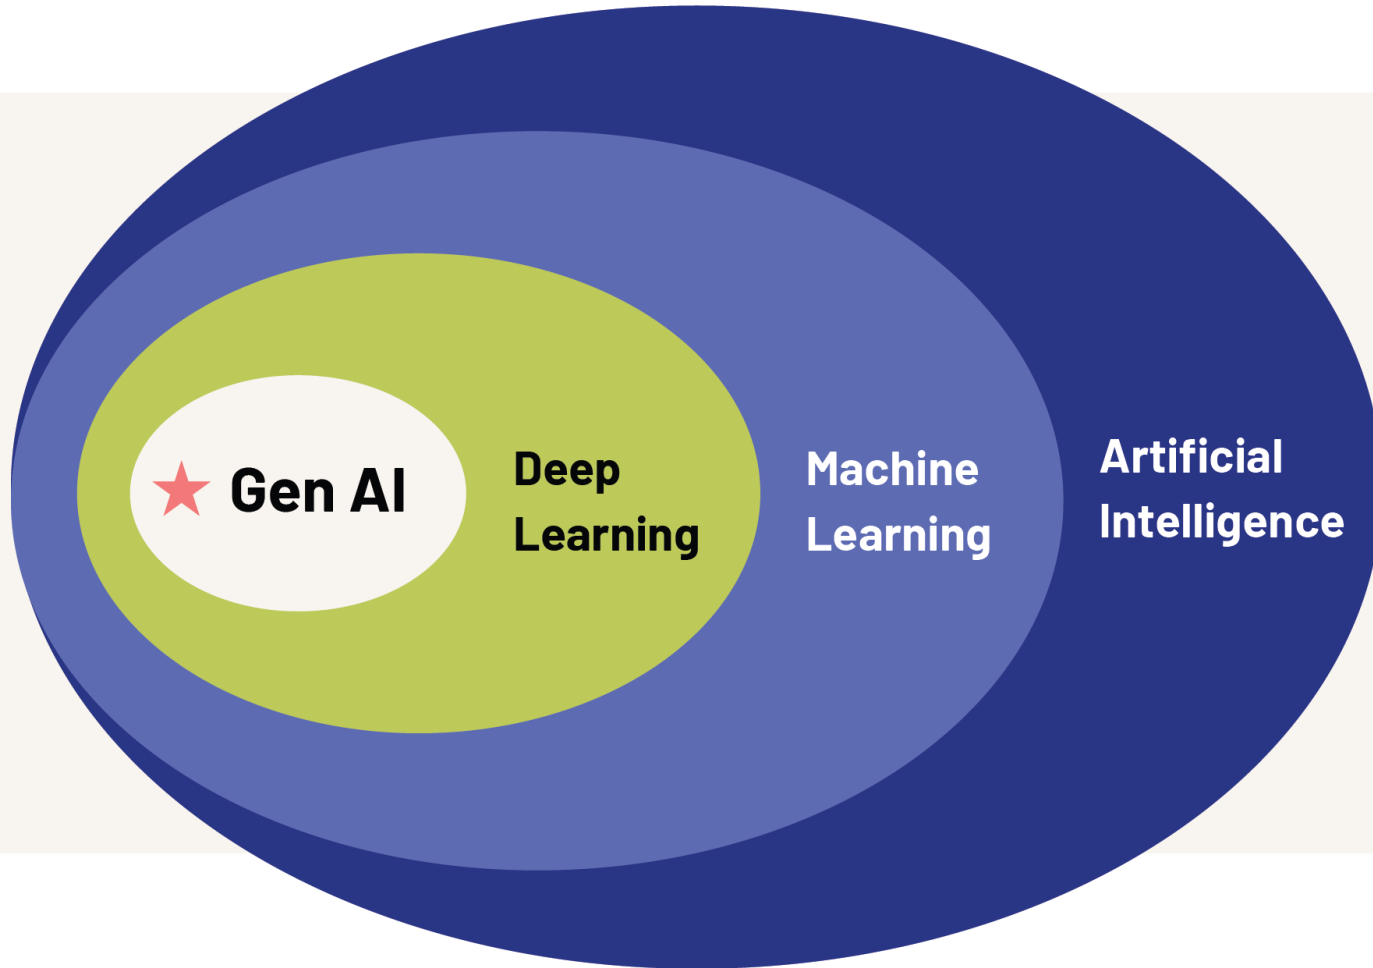 Gen AI
Deep
Learning
Machine
Learning
Artificial
Intelligence